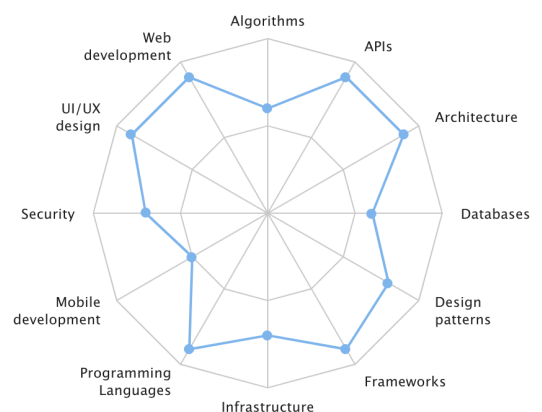 Algorithms
APIs
Architecture
Databases
Design
patterns
Frameworks
Infrastructure
Programming
Languages
Mobile
development
Security
UI/UX
design
Web
development